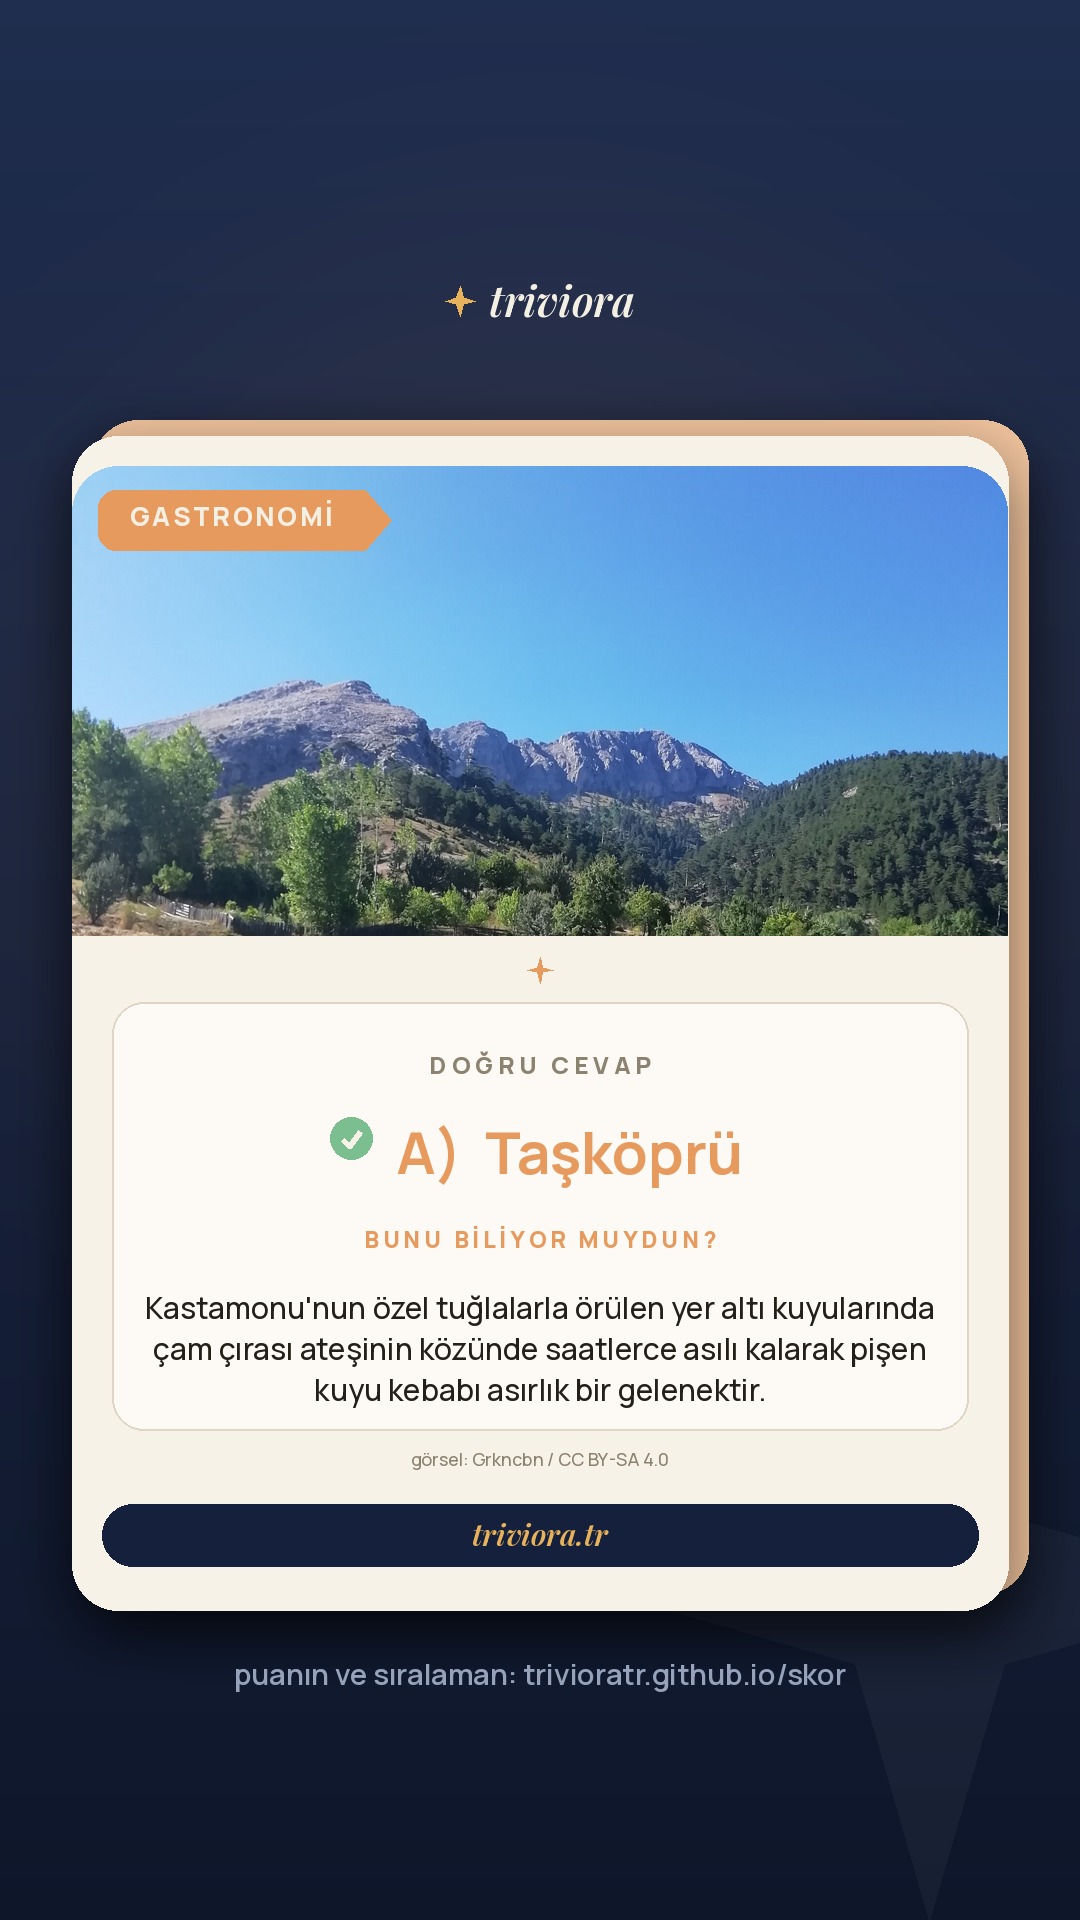 triviora
GASTRONOMİ
DOĞRU CEVAP
A) Taşköprü
BUNU BİLİYOR MUYDUN?
Kastamonu'nun özel tuğlalarla örülen yer altı kuyularında
çam çırası ateşinin közünde saatlerce asılı kalarak pişen
kuyu kebabı asırlık bir gelenektir.
görsel: Grkncbn / CC BY-SA 4.0
triviora.tr
puanın ve sıralaman: trivioratr.github.io/skor